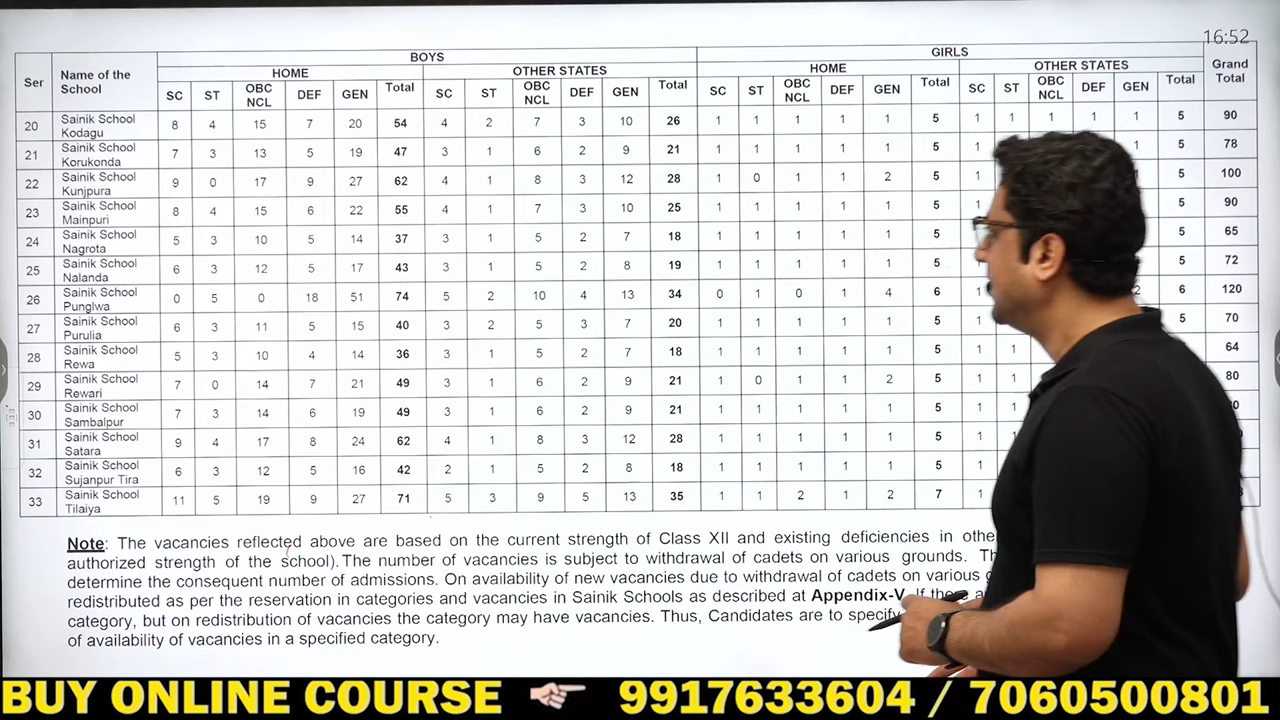 16:52
BOYS GIRLS
HOME OTHER STATES HOME OTHER STATES
Ser Name of the School SC ST OBC NCL DEF GEN Total SC ST OBC NCL DEF GEN Total SC ST OBC NCL DEF GEN Total SC ST OBC NCL DEF GEN Total Grand Total
20 Sainik School Kodagu 8 4 15 7 20 54 4 2 7 3 10 26 1 1 1 1 1 5 1 1 1 1 1 5 90
21 Sainik School Korukonda 7 3 13 5 19 47 3 1 6 2 9 21 1 1 1 1 1 5 1 1 5 78
22 Sainik School Kunjpura 9 0 17 9 27 62 4 1 8 3 12 28 1 0 1 1 2 5 1 5 100
23 Sainik School Mainpuri 8 4 15 6 22 55 4 1 7 3 10 25 1 1 1 1 1 5 1 5 90
24 Sainik School Nagrota 5 3 10 5 14 37 3 1 5 2 7 18 1 1 1 1 1 5 5 65
25 Sainik School Nalanda 6 3 12 5 17 43 3 1 5 2 8 19 1 1 1 1 1 5 5 72
26 Sainik School Punglwa 0 5 0 18 51 74 5 2 10 4 13 34 0 1 0 1 4 6 1 2 6 120
27 Sainik School Purulia 6 3 11 5 15 40 3 2 5 3 7 20 1 1 1 1 1 5 1 5 70
28 Sainik School Rewa 5 3 10 4 14 36 3 1 5 2 7 18 1 1 1 1 1 5 1 1 64
29 Sainik School Rewari 7 0 14 7 21 49 3 1 6 2 9 21 1 0 1 1 2 5 1 1 80
30 Sainik School Sambalpur 7 3 14 6 19 49 3 1 6 2 9 21 1 1 1 1 1 5 1 1
31 Sainik School Satara 9 4 17 8 24 62 4 1 8 3 12 28 1 1 1 1 1 5 1 1
32 Sainik School Sujanpur Tira 6 3 12 5 16 42 2 1 5 2 8 18 1 1 1 1 1 5 1
33 Sainik School Tilaiya 11 5 19 9 27 71 5 3 9 5 13 35 1 1 2 1 2 7 1
Note: The vacancies reflected above are based on the current strength of Class XII and existing deficiencies in
authorized strength of the school). The number of vacancies is subject to withdrawal of cadets on various grounds.
determine the consequent number of admissions. On availability of new vacancies due to withdrawal of cadets on various
redistributed as per the reservation in categories and vacancies in Sainik Schools as described at Appendix-V. If there
category, but on redistribution of vacancies the category may have vacancies. Thus, Candidates are to specify
of availability of vacancies in a specified category.
BUY ONLINE COURSE 9917633604 / 7060500801